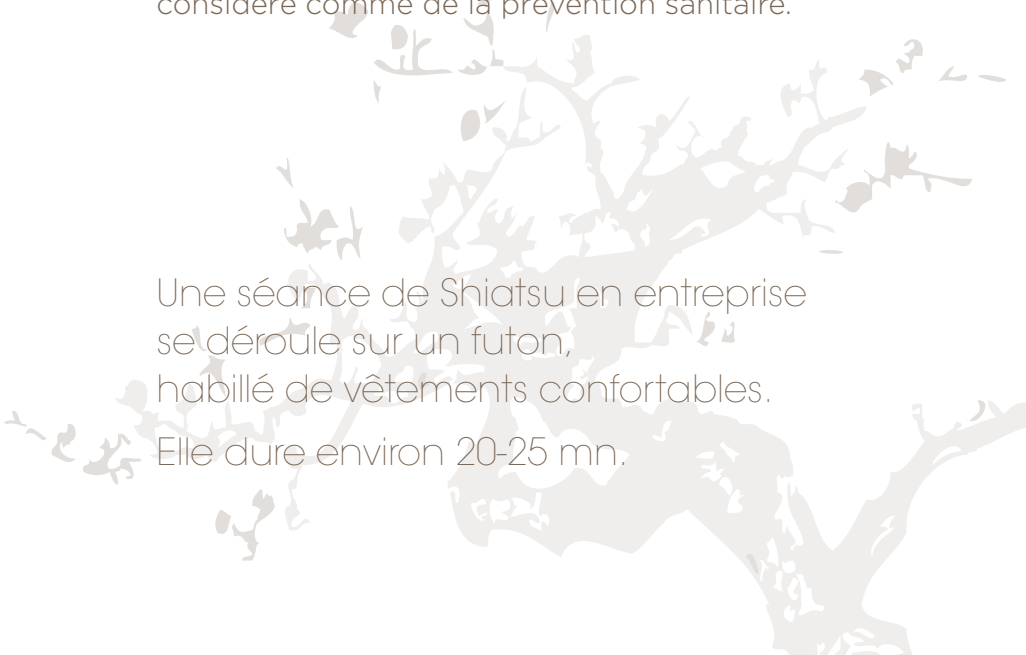 considéré comme de la prévention sanitaire.
Une séance de Shiatsu en entreprise
se déroule sur un futon,
habillé de vêtements confortables.
Elle dure environ 20-25 mn.